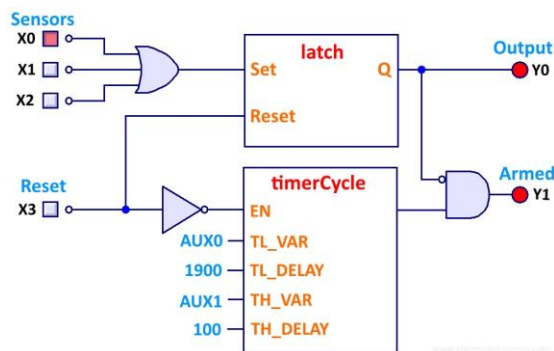 Sensors
X0
X1
X2
latch
Set
Q
Reset
Output
Y0
Reset
X3
timerCycle
EN
AUX0 TL_VAR
1900 TL_DELAY
AUX1 TH_VAR
100 TH_DELAY
Armed
Y1